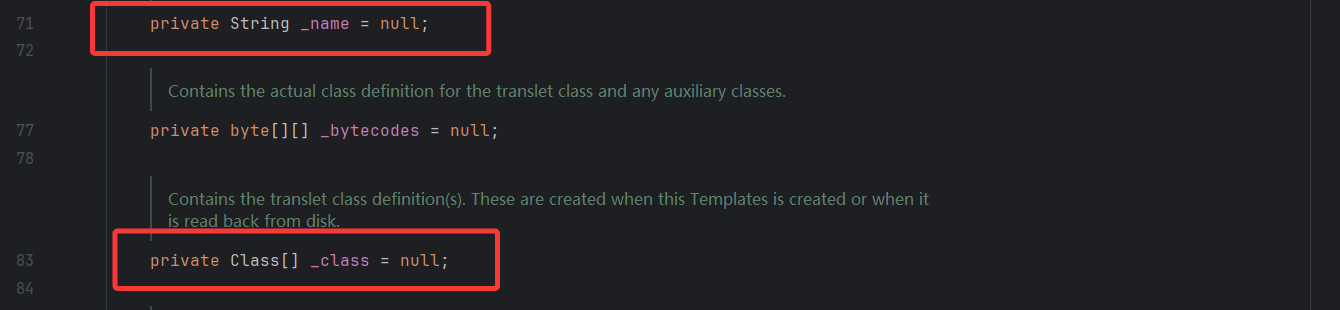 71 private String _name = null;
72
Contains the actual class definition for the translet class and any auxiliary classes.
77 private byte[][] _bytecodes = null;
78
Contains the translet class definition(s). These are created when this Templates is created or when it
is read back from disk.
83 private Class[] _class = null;
84